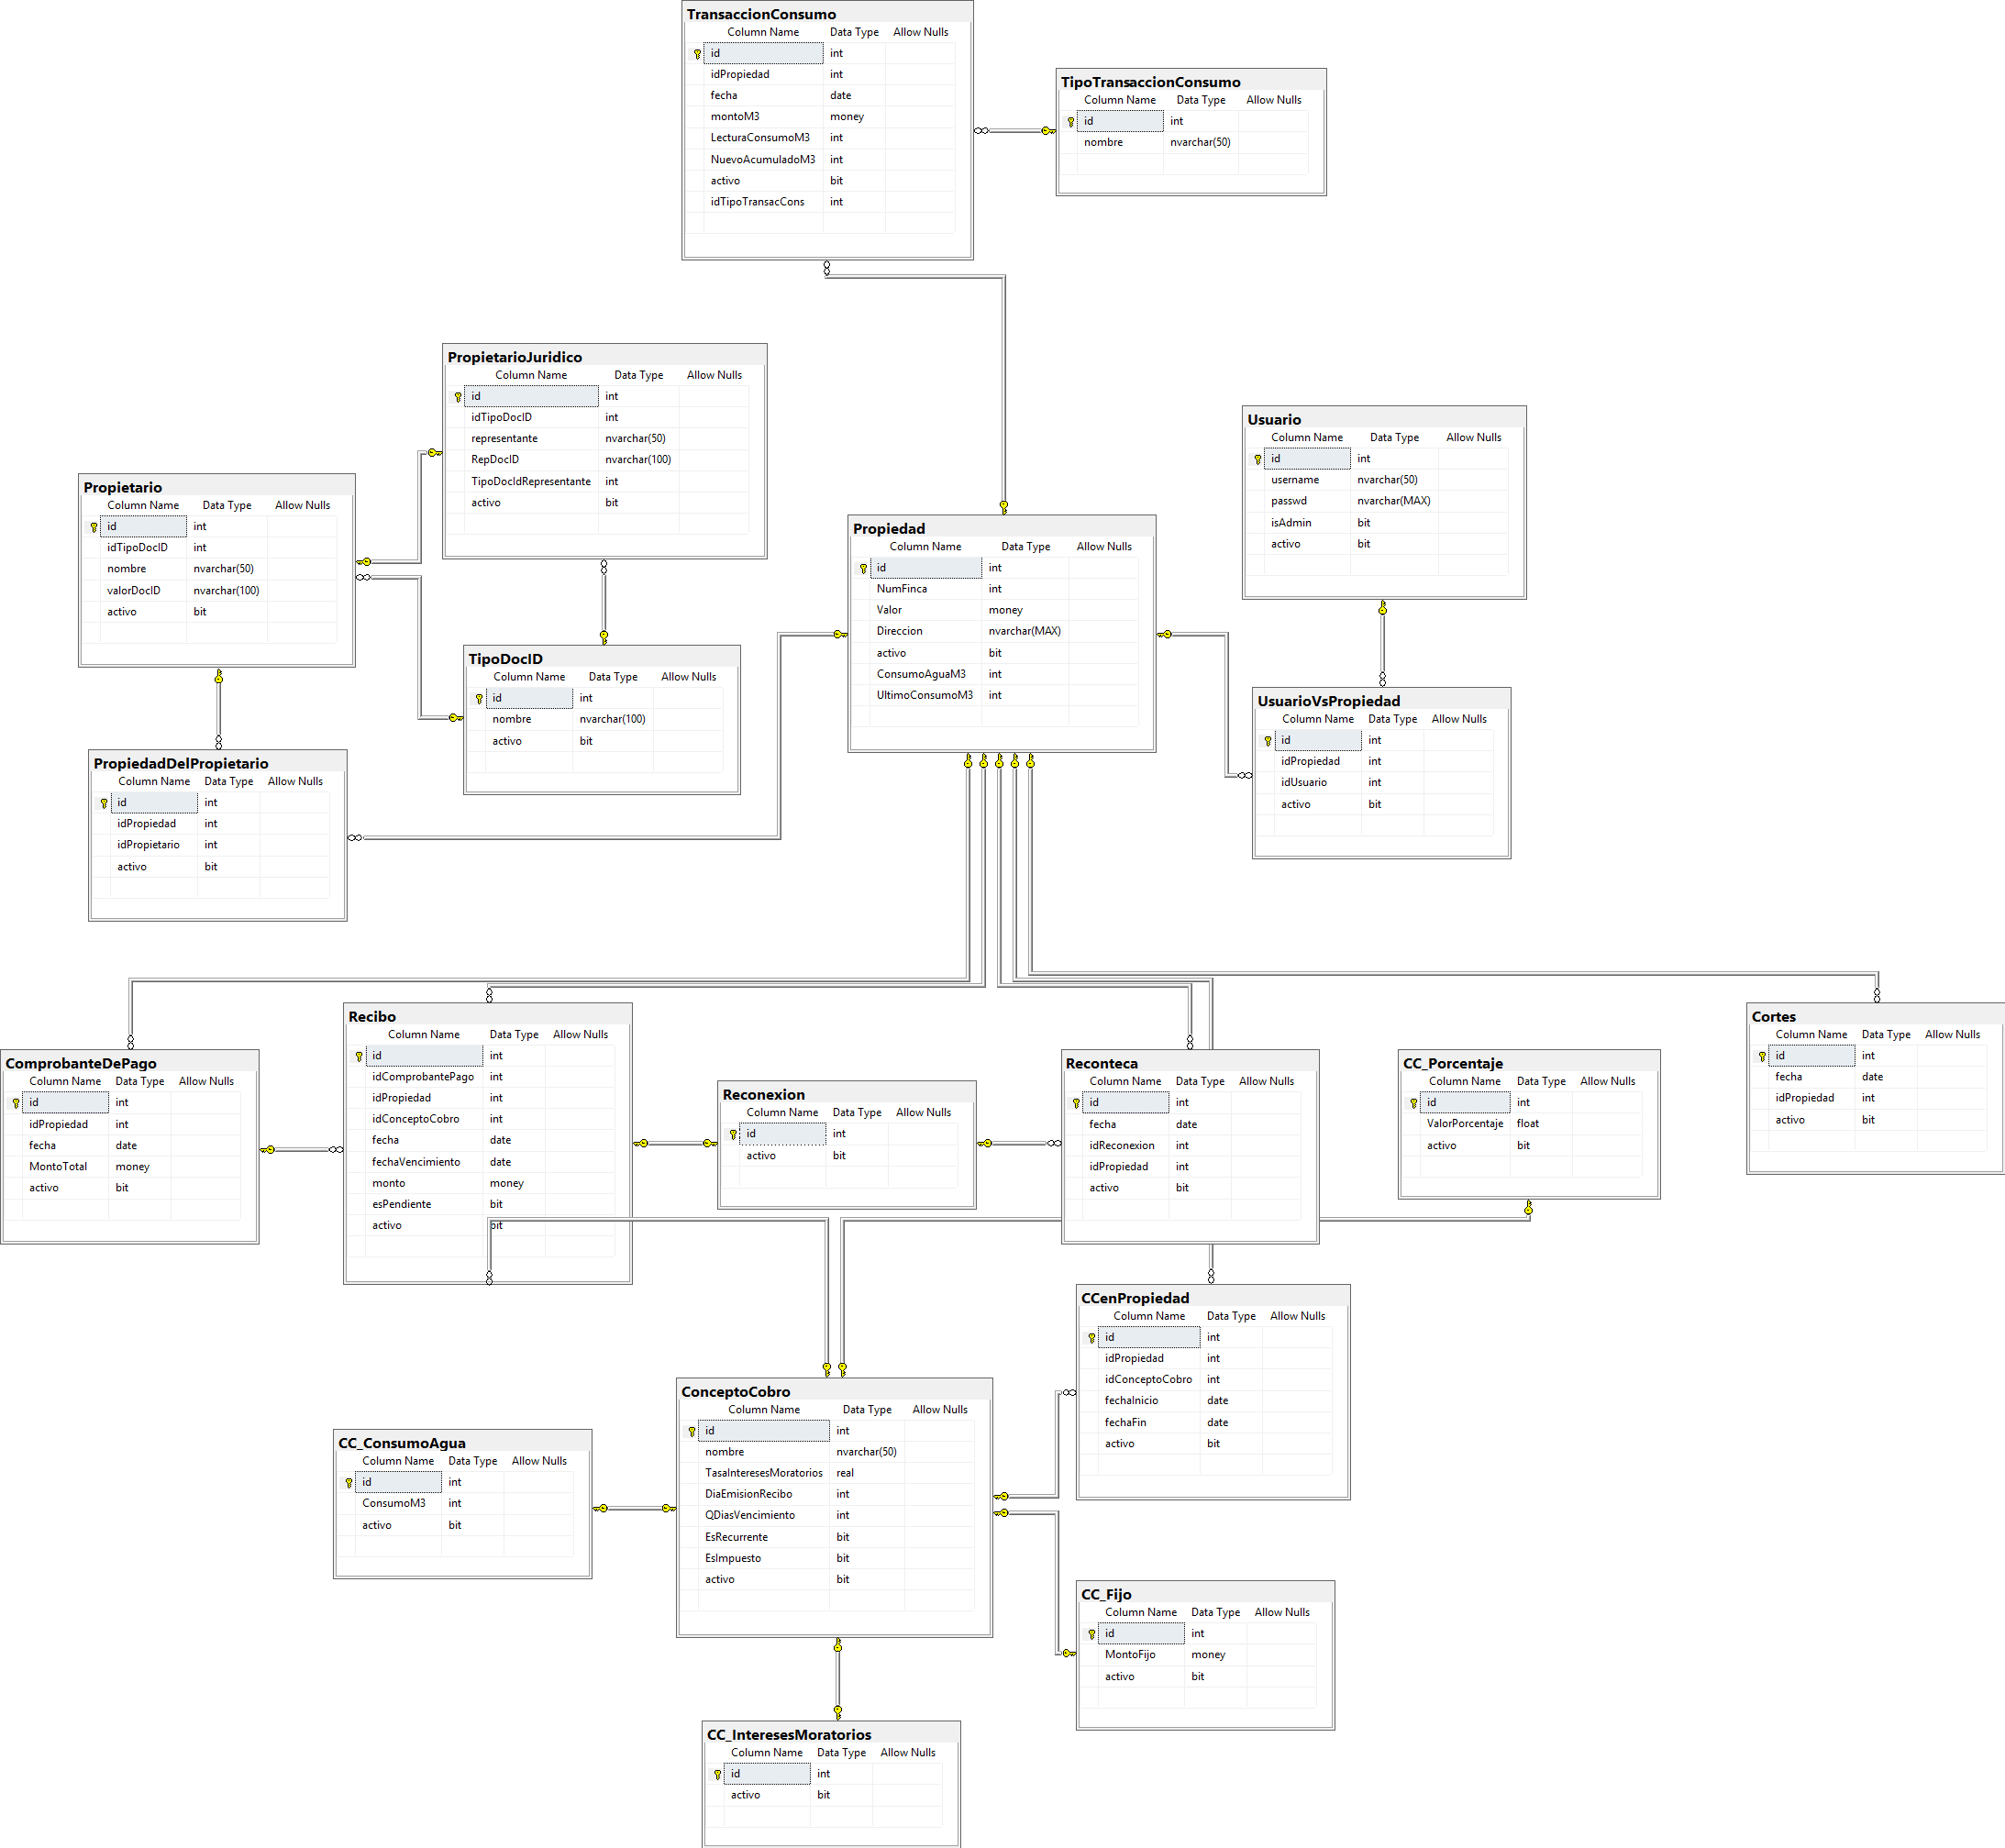 TransaccionConsumo
Column Name Data Type Allow Nulls
id int
idPropiedad int
fecha date
montoM3 money
LecturaConsumoM3 int
NuevoAcumuladoM3 int
activo bit
idTipoTransacCons int
TipoTransaccionConsumo
Column Name Data Type Allow Nulls
id int
nombre nvarchar(50)
PropietarioJuridico
Column Name Data Type Allow Nulls
id int
idTipoDocID int
representante nvarchar(50)
RepDocID nvarchar(100)
TipoDocIdRepresentante int
activo bit
Usuario
Column Name Data Type Allow Nulls
id int
username nvarchar(50)
passwd nvarchar(MAX)
isAdmin bit
activo bit
Propietario
Column Name Data Type Allow Nulls
id int
idTipoDocID int
nombre nvarchar(50)
valorDocID nvarchar(100)
activo bit
Propiedad
Column Name Data Type Allow Nulls
id int
NumFinca int
Valor money
Direccion nvarchar(MAX)
activo bit
ConsumoAguaM3 int
UltimoConsumoM3 int
TipoDocID
Column Name Data Type Allow Nulls
id int
nombre nvarchar(100)
activo bit
UsuarioVsPropiedad
Column Name Data Type Allow Nulls
id int
idPropiedad int
idUsuario int
activo bit
PropiedadDelPropietario
Column Name Data Type Allow Nulls
id int
idPropiedad int
idPropietario int
activo bit
ComprobanteDePago
Column Name Data Type Allow Nulls
id int
idPropiedad int
fecha date
MontoTotal money
activo bit
Recibo
Column Name Data Type Allow Nulls
id int
idComprobantePago int
idPropiedad int
idConceptoCobro int
fecha date
fechaVencimiento date
monto money
esPendiente bit
activo bit
Reconexion
Column Name Data Type Allow Nulls
id int
activo bit
Reconteca
Column Name Data Type Allow Nulls
id int
fecha date
idReconexion int
idPropiedad int
activo bit
CC_Porcentaje
Column Name Data Type Allow Nulls
id int
ValorPorcentaje float
activo bit
Cortes
Column Name Data Type Allow Nulls
id int
fecha date
idPropiedad int
activo bit
CCenPropiedad
Column Name Data Type Allow Nulls
id int
idPropiedad int
idConceptoCobro int
fechaInicio date
fechaFin date
activo bit
ConceptoCobro
Column Name Data Type Allow Nulls
id int
nombre nvarchar(50)
TasaInteresesMoratorios real
DiaEmisionRecibo int
QDiasVencimiento int
EsRecurrente bit
EsImpuesto bit
activo bit
CC_ConsumoAgua
Column Name Data Type Allow Nulls
id int
ConsumoM3 int
activo bit
CC_Fijo
Column Name Data Type Allow Nulls
id int
MontoFijo money
activo bit
CC_InteresesMoratorios
Column Name Data Type Allow Nulls
id int
activo bit